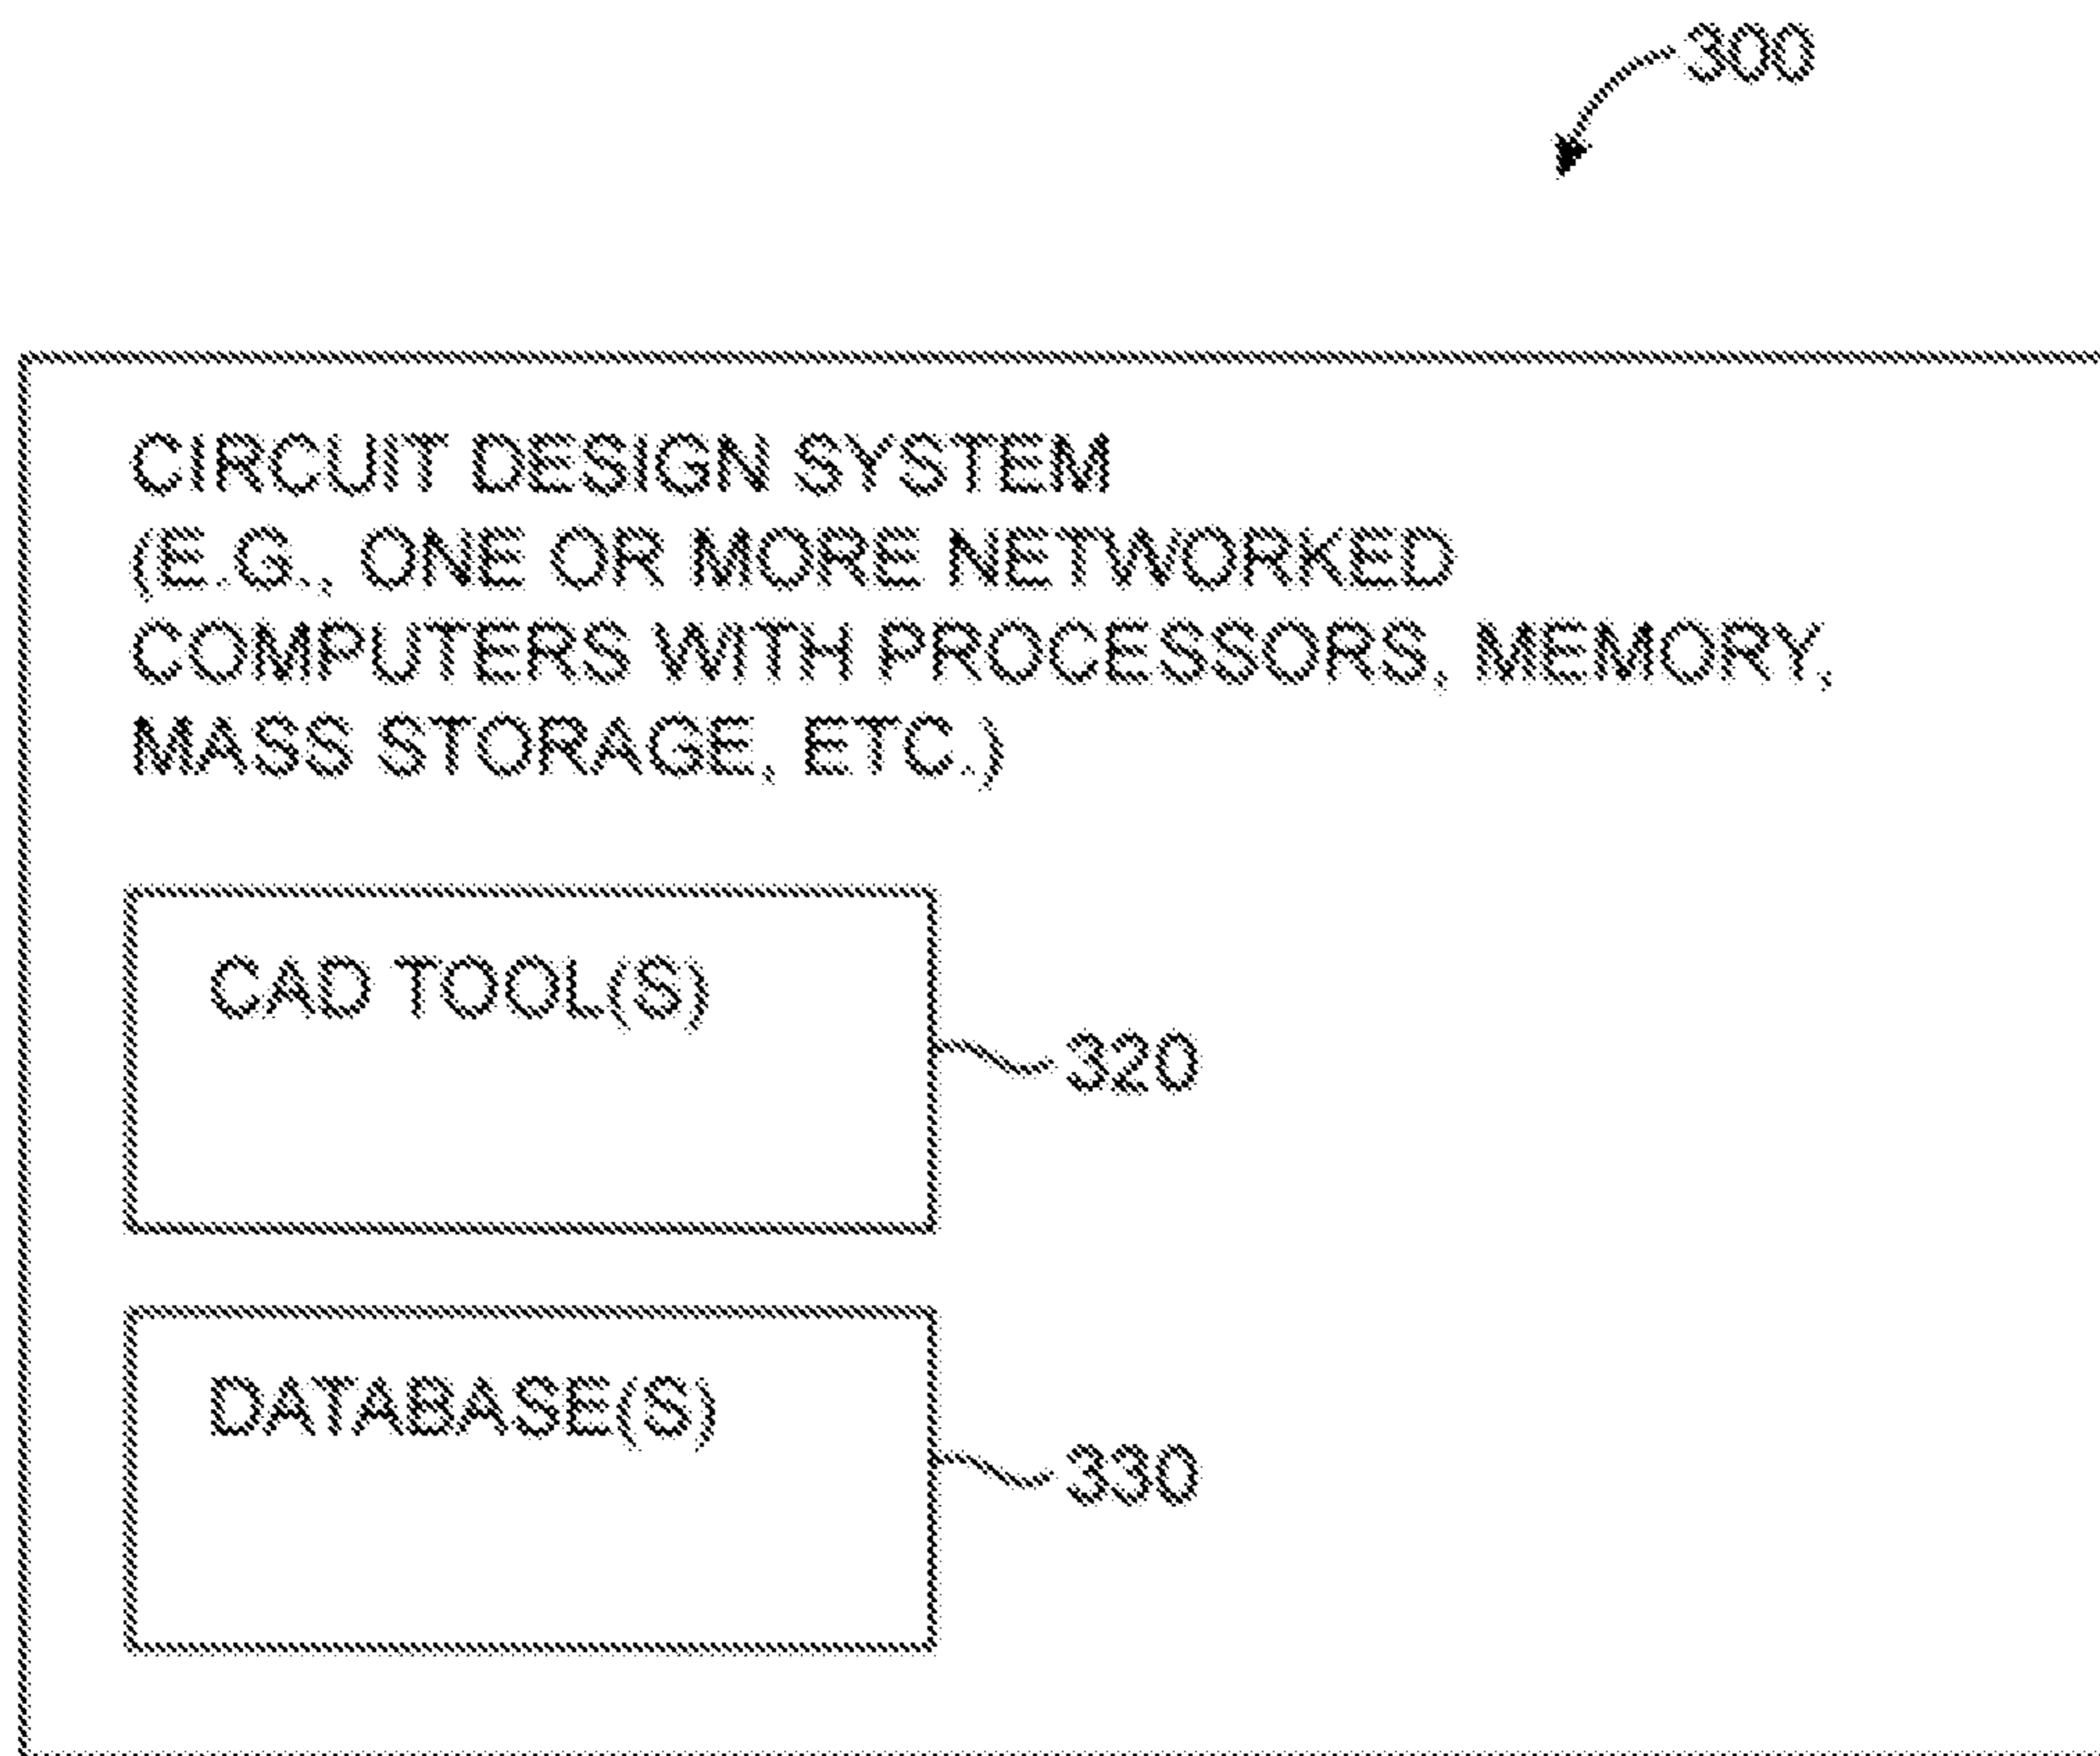 300
CIRCUIT DESIGN SYSTEM
(E.G., ONE OR MORE NETWORKED
COMPUTERS WITH PROCESSORS, MEMORY,
MASS STORAGE, ETC.)
CAD TOOL(S)
320
DATABASE(S)
330